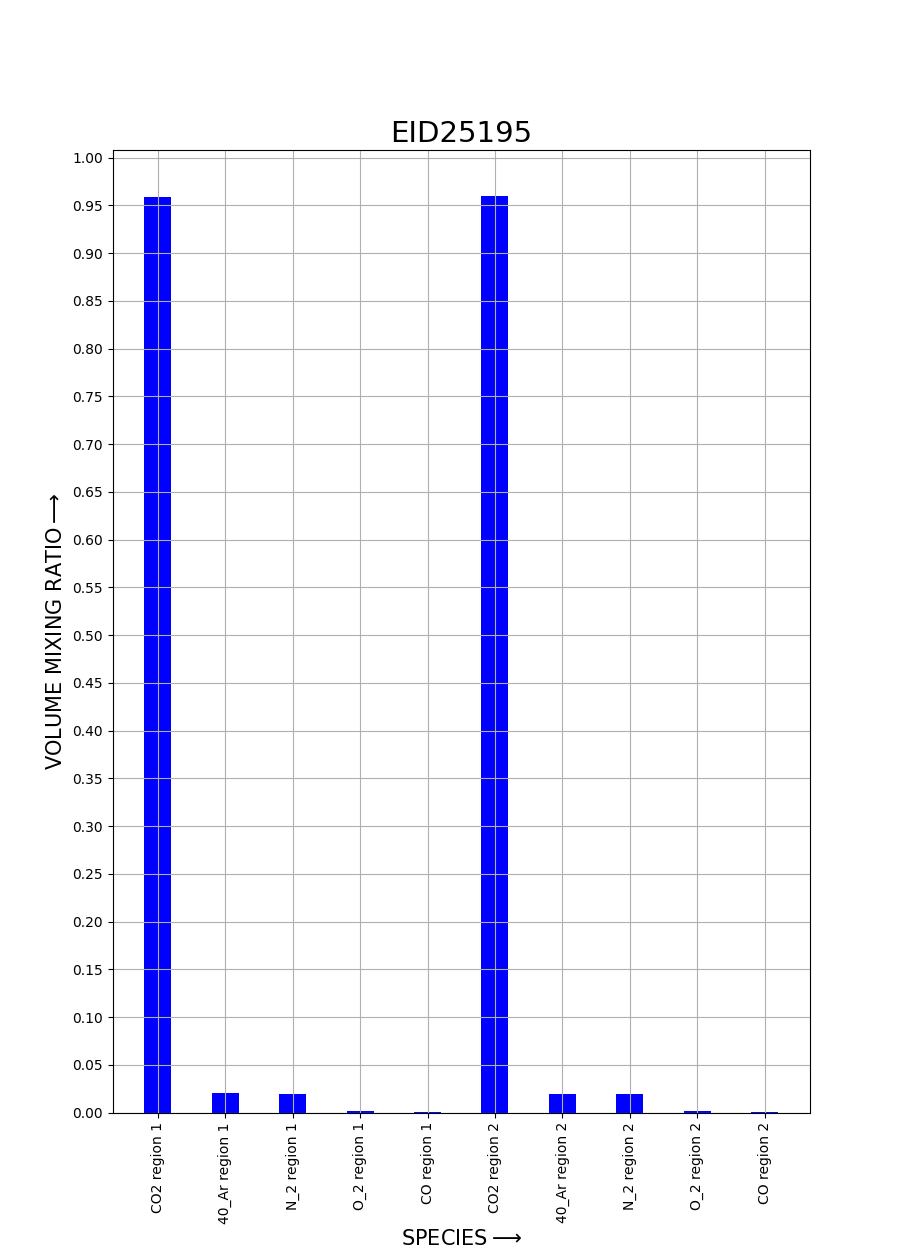 EID25195
1.00
0.95
0.90
0.85
0.80
0.75
0.70
0.65
0.60
0.55
0.50
0.45
0.40
0.35
0.30
0.25
0.20
0.15
0.10
0.05
0.00
VOLUME MIXING RATIO ⟶
CO2 region 1
40_Ar region 1
N_2 region 1
O_2 region 1
CO region 1
CO2 region 2
40_Ar region 2
N_2 region 2
O_2 region 2
CO region 2
SPECIES ⟶